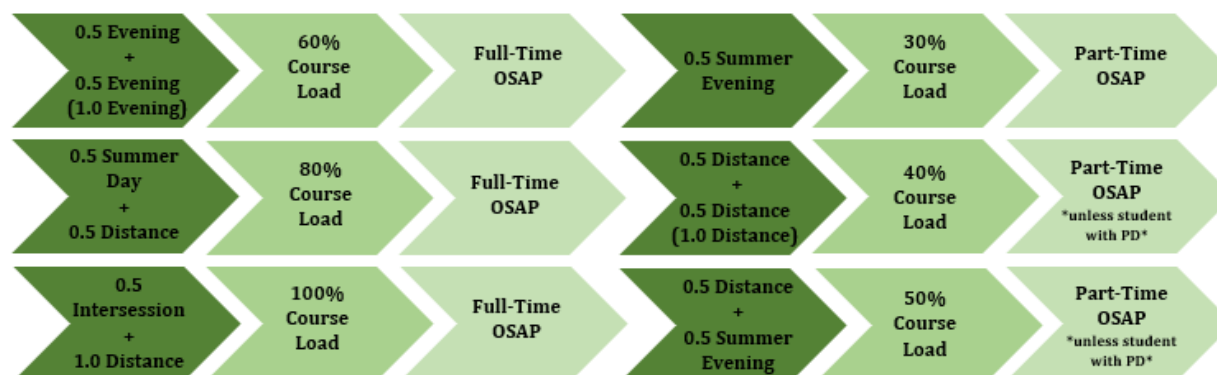 0.5 Evening
+
0.5 Evening
(1.0 Evening)
60%
Course
Load
Full-Time
OSAP
0.5 Summer
Evening
30%
Course
Load
Part-Time
OSAP
0.5 Summer
Day
+
0.5 Distance
80%
Course
Load
Full-Time
OSAP
0.5 Distance
+
0.5 Distance
(1.0 Distance)
40%
Course
Load
Part-Time
OSAP
*unless student
with PD*
0.5
Intersession
+
1.0 Distance
100%
Course
Load
Full-Time
OSAP
0.5 Distance
+
0.5 Summer
Evening
50%
Course
Load
Part-Time
OSAP
*unless student
with PD*